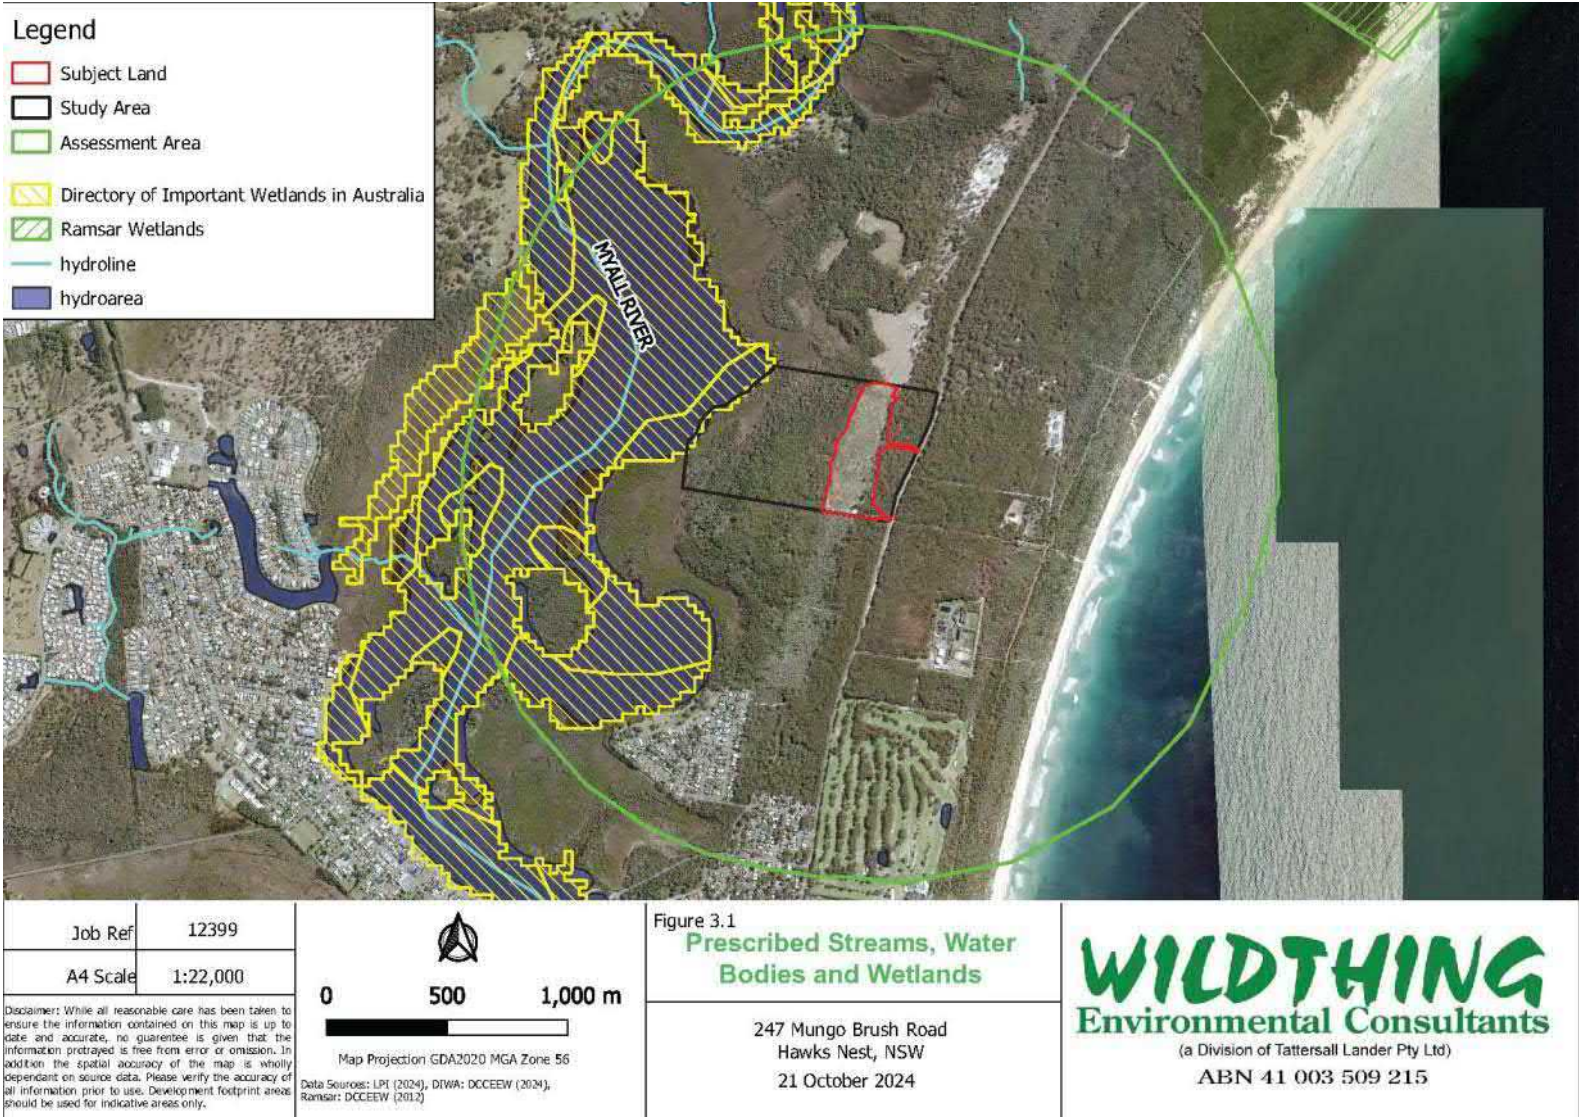 Legend
Subject Land
Study Area
Assessment Area
Directory of Important Wetlands in Australia
Ramsar Wetlands
hydroline
hydroarea
MYALL RIVER
Job Ref 12399
A4 Scale 1:22,000
Disclaimer: While all reasonable care has been taken to
ensure the information contained on this map is up to
date and accurate, no guarentee is given that the
information protrayed is free from error or omission. In
addition the spatial accuracy of the map is wholly
dependant on source data. Please verify the accuracy of
all information prior to use. Development footprint areas
should be used for indicative areas only.
0 500 1,000 m
Map Projection GDA2020 MGA Zone 56
Data Sources: LPI (2024), DIWA: DCCEEW (2024),
Ramsar: DCCEEW (2012)
Figure 3.1
Prescribed Streams, Water
Bodies and Wetlands
247 Mungo Brush Road
Hawks Nest, NSW
21 October 2024
WILDTHING
Environmental Consultants
(a Division of Tattersall Lander Pty Ltd)
ABN 41 003 509 215